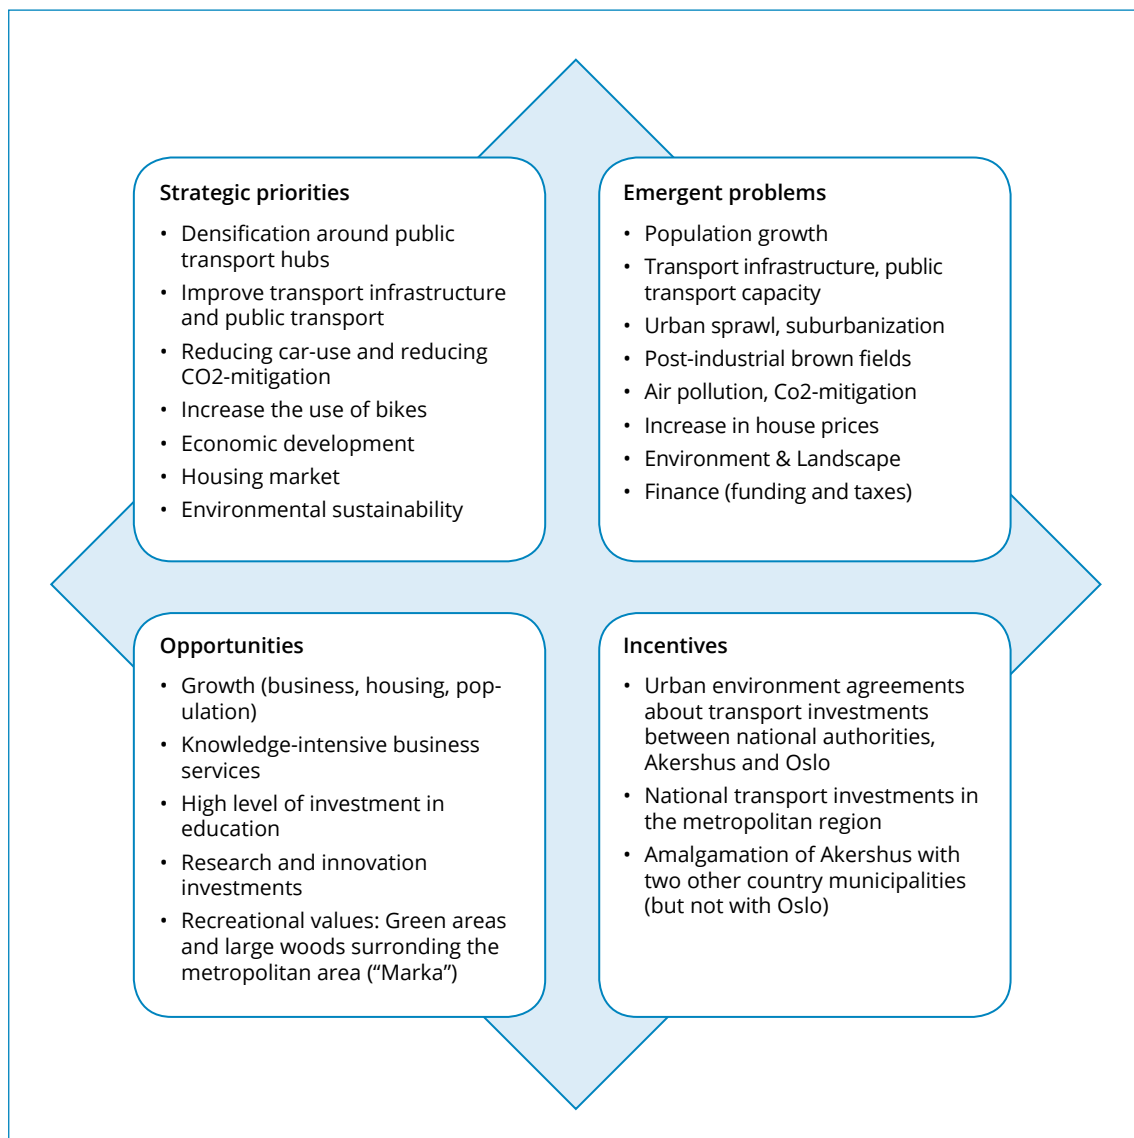 Strategic priorities
• Densification around public
transport hubs
• Improve transport infrastructure
and public transport
• Reducing car-use and reducing
CO2-mitigation
• Increase the use of bikes
• Economic development
• Housing market
• Environmental sustainability
Emergent problems
• Population growth
• Transport infrastructure, public
transport capacity
• Urban sprawl, suburbanization
• Post-industrial brown fields
• Air pollution, Co2-mitigation
• Increase in house prices
• Environment & Landscape
• Finance (funding and taxes)
Opportunities
• Growth (business, housing, pop-
ulation)
• Knowledge-intensive business
services
• High level of investment in
education
• Research and innovation
investments
• Recreational values: Green areas
and large woods surronding the
metropolitan area (“Marka”)
Incentives
• Urban environment agreements
about transport investments
between national authorities,
Akershus and Oslo
• National transport investments in
the metropolitan region
• Amalgamation of Akershus with
two other country municipalities
(but not with Oslo)